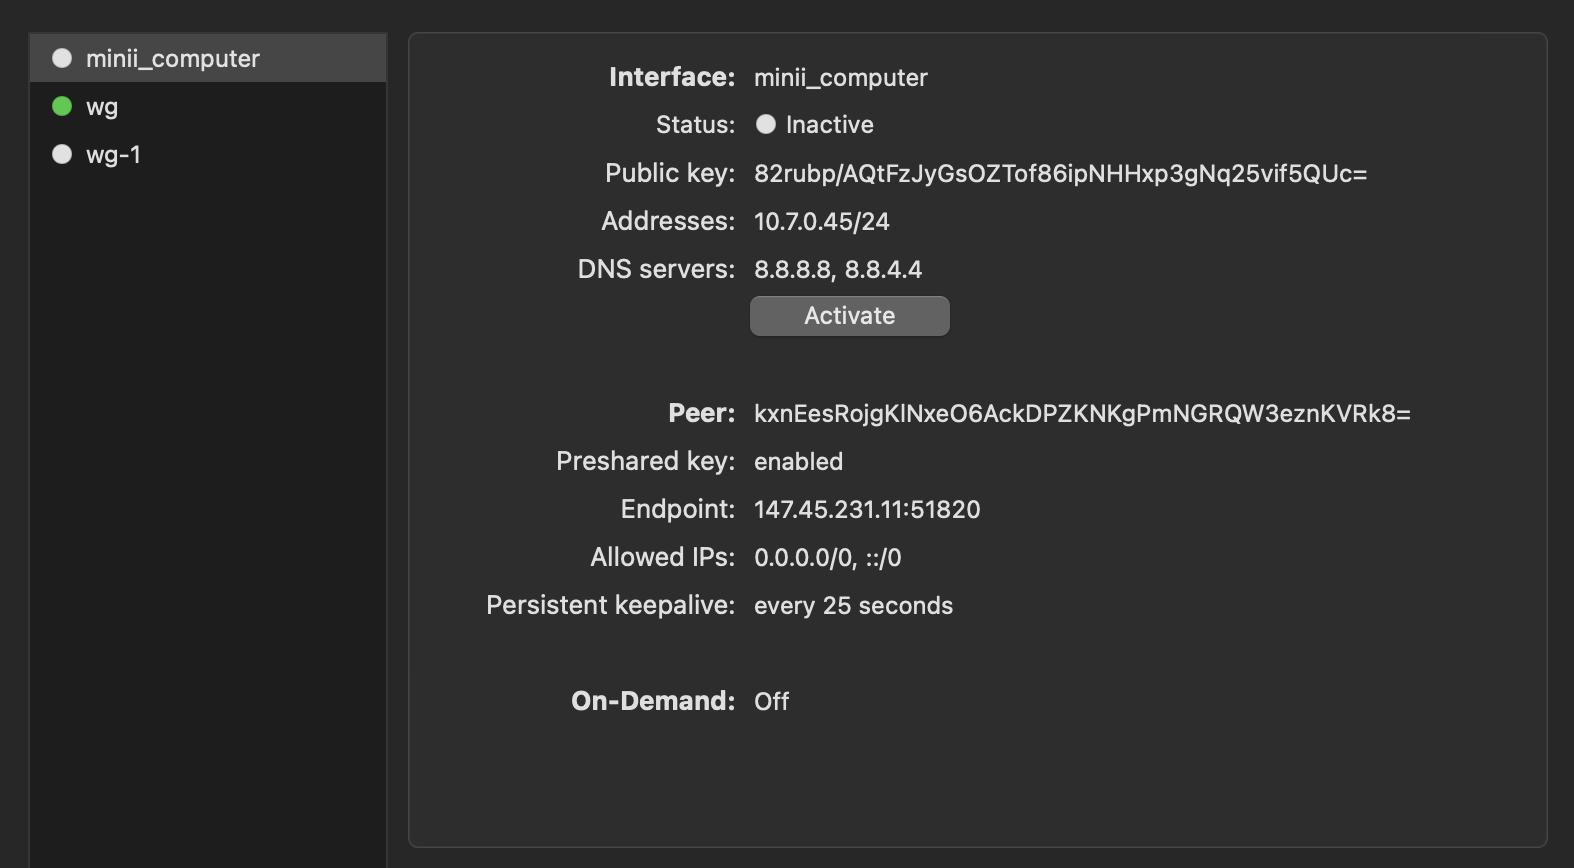 minii_computer
wg
wg-1
Interface: minii_computer
Status: Inactive
Public key: 82rubp/AQtFzJyGsOZTof86ipNHHxp3gNq25vif5QUc=
Addresses: 10.7.0.45/24
DNS servers: 8.8.8.8, 8.8.4.4
Activate
Peer: kxnEesRojgKlNxeO6AckDPZKNKgPmNGRQW3eznKVRk8=
Preshared key: enabled
Endpoint: 147.45.231.11:51820
Allowed IPs: 0.0.0.0/0, ::/0
Persistent keepalive: every 25 seconds
On-Demand: Off